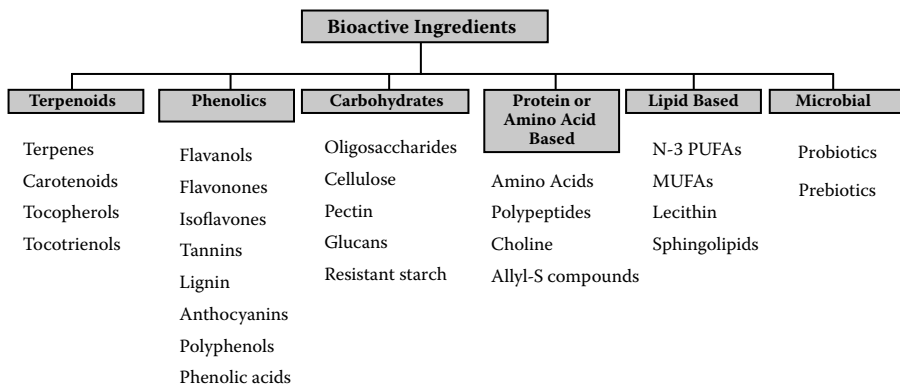 Bioactive Ingredients
Terpenoids
Terpenes
Carotenoids
Tocopherols
Tocotrienols
Phenolics
Flavanols
Flavonones
Isoflavones
Tannins
Lignin
Anthocyanins
Polyphenols
Phenolic acids
Carbohydrates
Oligosaccharides
Cellulose
Pectin
Glucans
Resistant starch
Protein or
Amino Acid
Based
Amino Acids
Polypeptides
Choline
Allyl-S compounds
Lipid Based
N-3 PUFAs
MUFAs
Lecithin
Sphingolipids
Microbial
Probiotics
Prebiotics